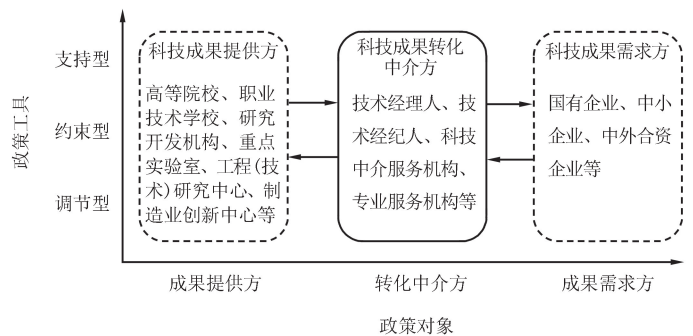 政策工具
支持型
约束型
调节型
科技成果提供方
高等院校、职业
技术学校、研究
开发机构、重点
实验室、工程(技
术)研究中心、制
造业创新中心等
科技成果转化
中介方
技术经理人、技
术经纪人、科技
中介服务机构、
专业服务机构等
科技成果需求方
国有企业、中小
企业、中外合资
企业等
成果提供方
转化中介方
成果需求方
政策对象